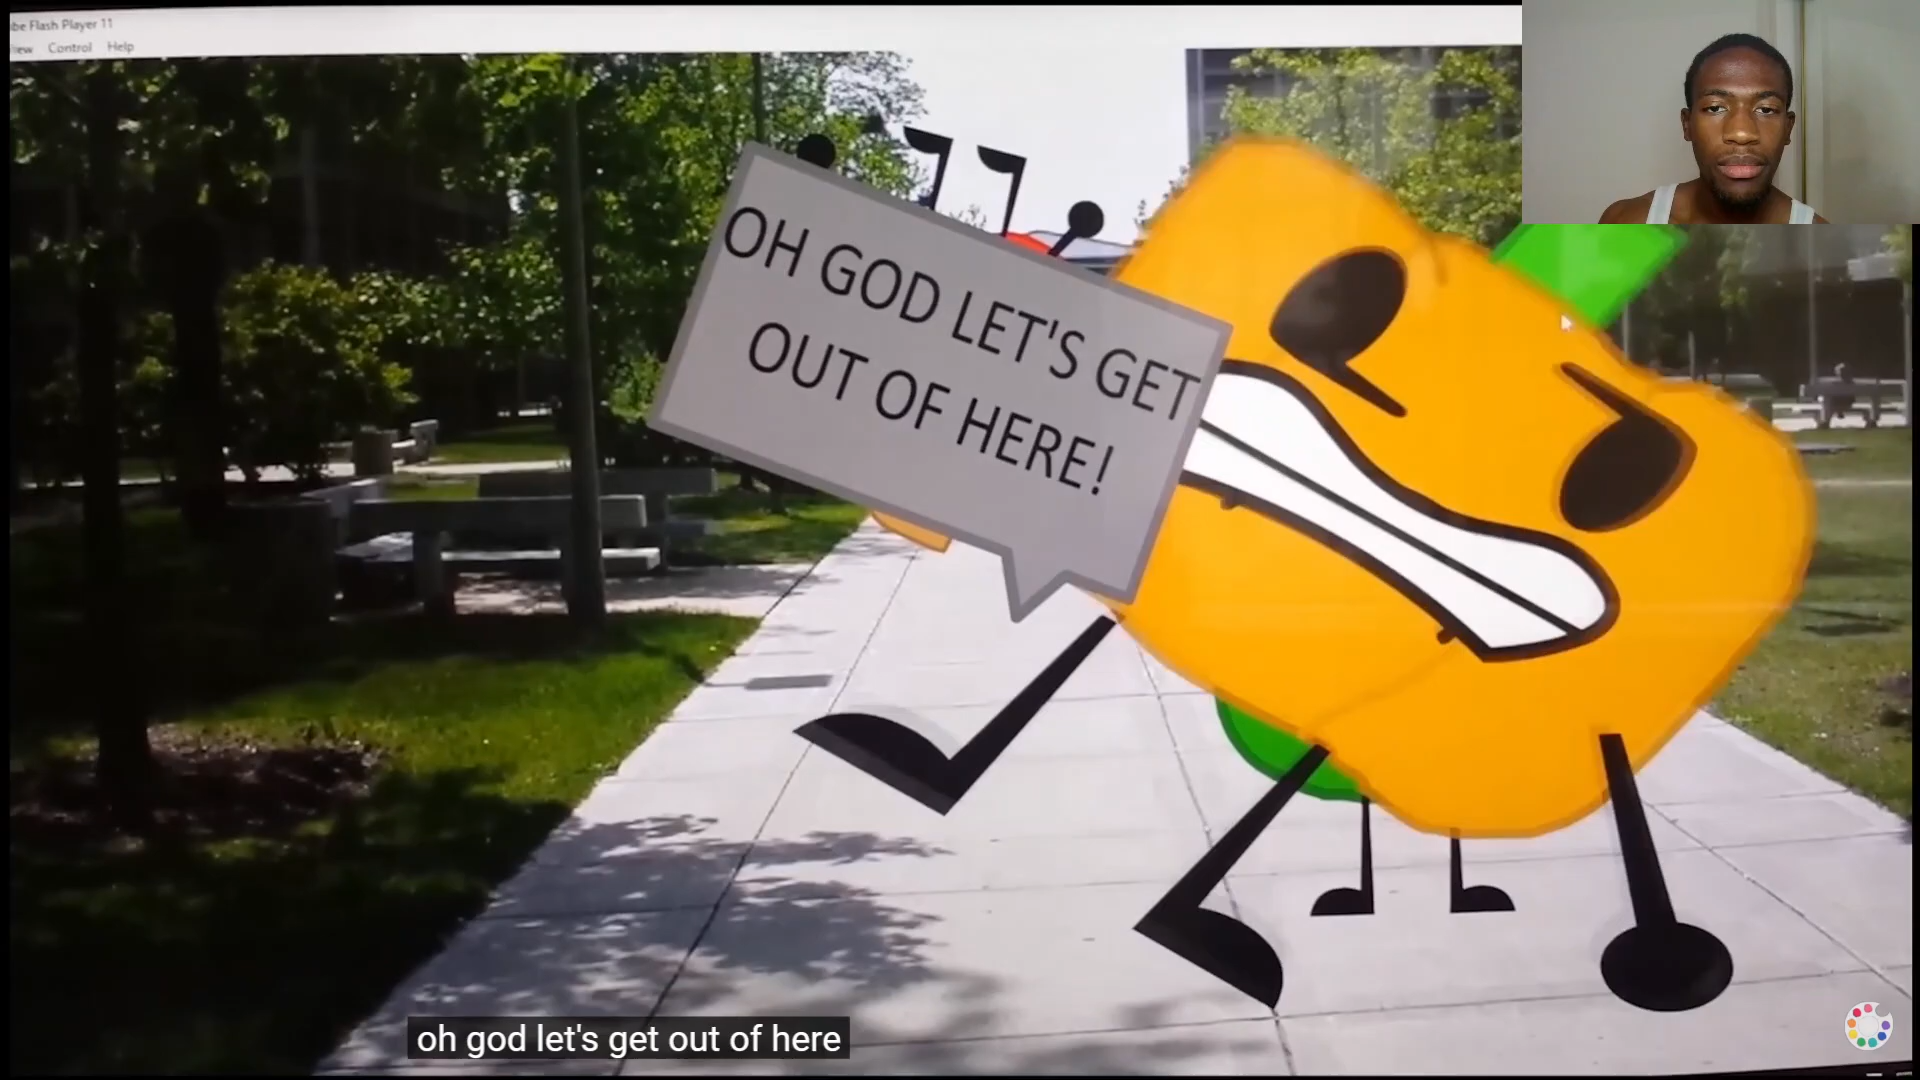 be Flash Player 11
iew Control Help
OH GOD LET'S GET
OUT OF HERE!
oh god let's get out of here